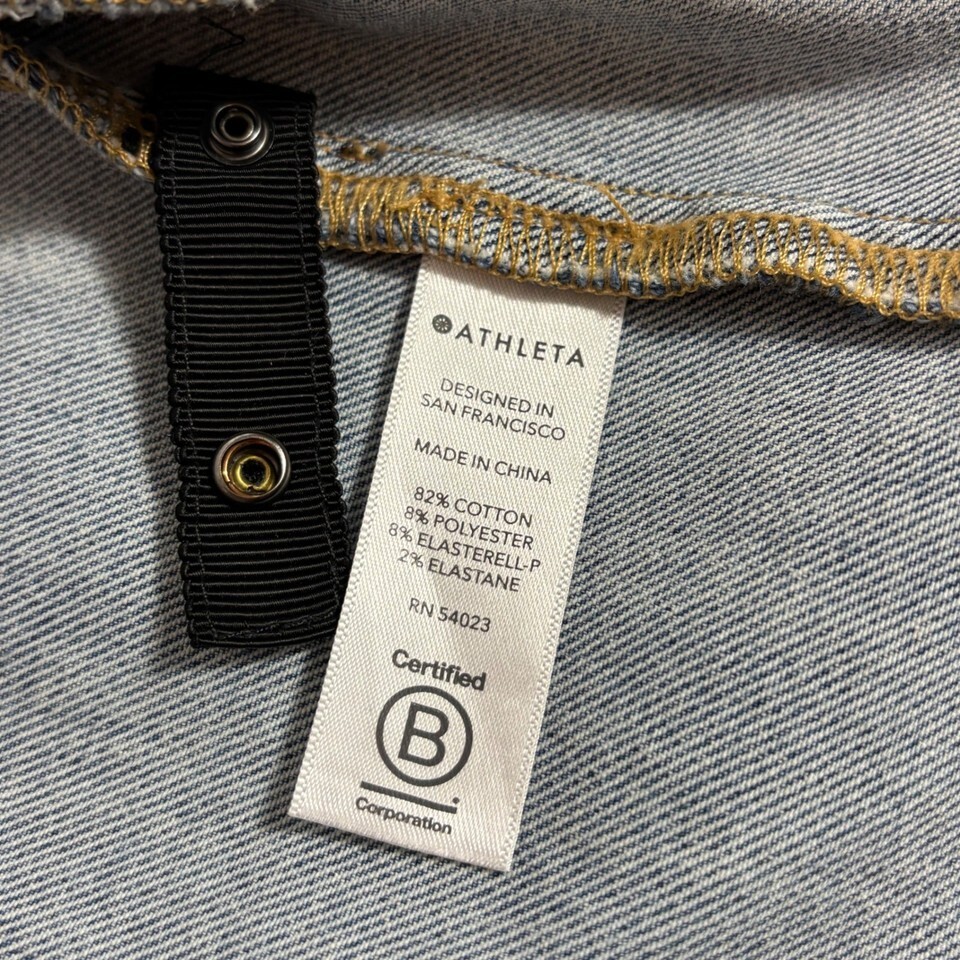 ATHLETA
DESIGNED IN
SAN FRANCISCO
MADE IN CHINA
82% COTTON
8% POLYESTER
8% ELASTERELL-P
2% ELASTANE
RN 54023
Certified
B
Corporation